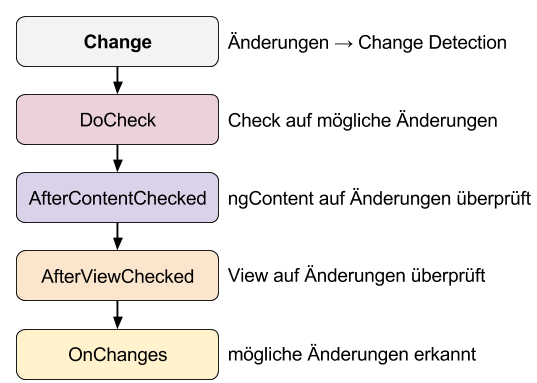 Change
Änderungen → Change Detection
DoCheck
Check auf mögliche Änderungen
AfterContentChecked
ngContent auf Änderungen überprüft
AfterViewChecked
View auf Änderungen überprüft
OnChanges
mögliche Änderungen erkannt